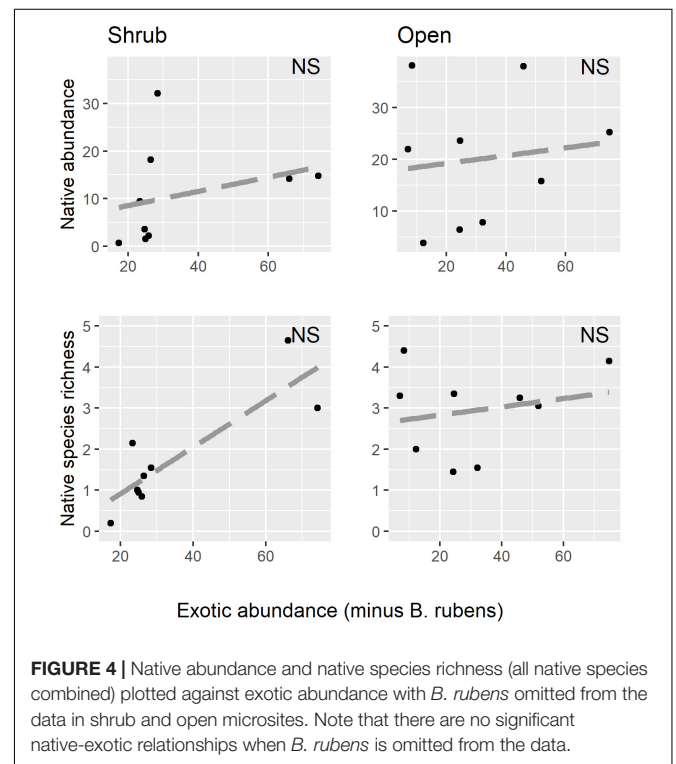 Shrub
Open
NS
NS
Native abundance
30
20
10
0
20
40
60
30
20
10
20
40
60
NS
NS
Native species richness
5
4
3
2
1
0
20
40
60
5
4
3
2
1
0
20
40
60
Exotic abundance (minus B. rubens)
FIGURE 4 | Native abundance and native species richness (all native species
combined) plotted against exotic abundance with B. rubens omitted from the
data in shrub and open microsites. Note that there are no significant
native-exotic relationships when B. rubens is omitted from the data.